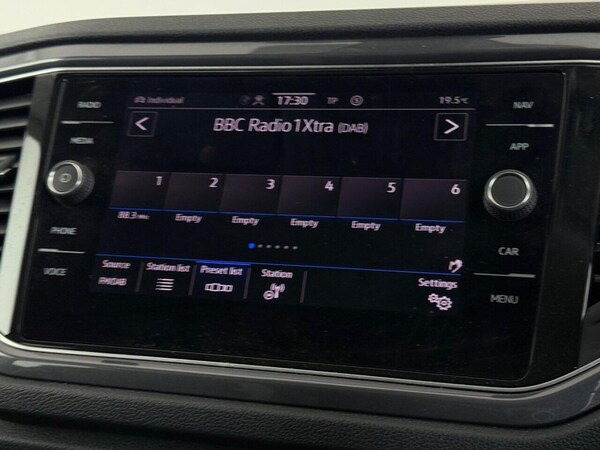 RADIO
MEDIA
PHONE
VOICE
Individual 17:30 TP 19.5°C
BBC Radio 1Xtra (DAB)
1 2 3 4 5 6
88.3 MHz Empty Empty Empty Empty Empty
Source Station list Preset list Station Settings
FM/DAB
NAV
APP
CAR
MENU